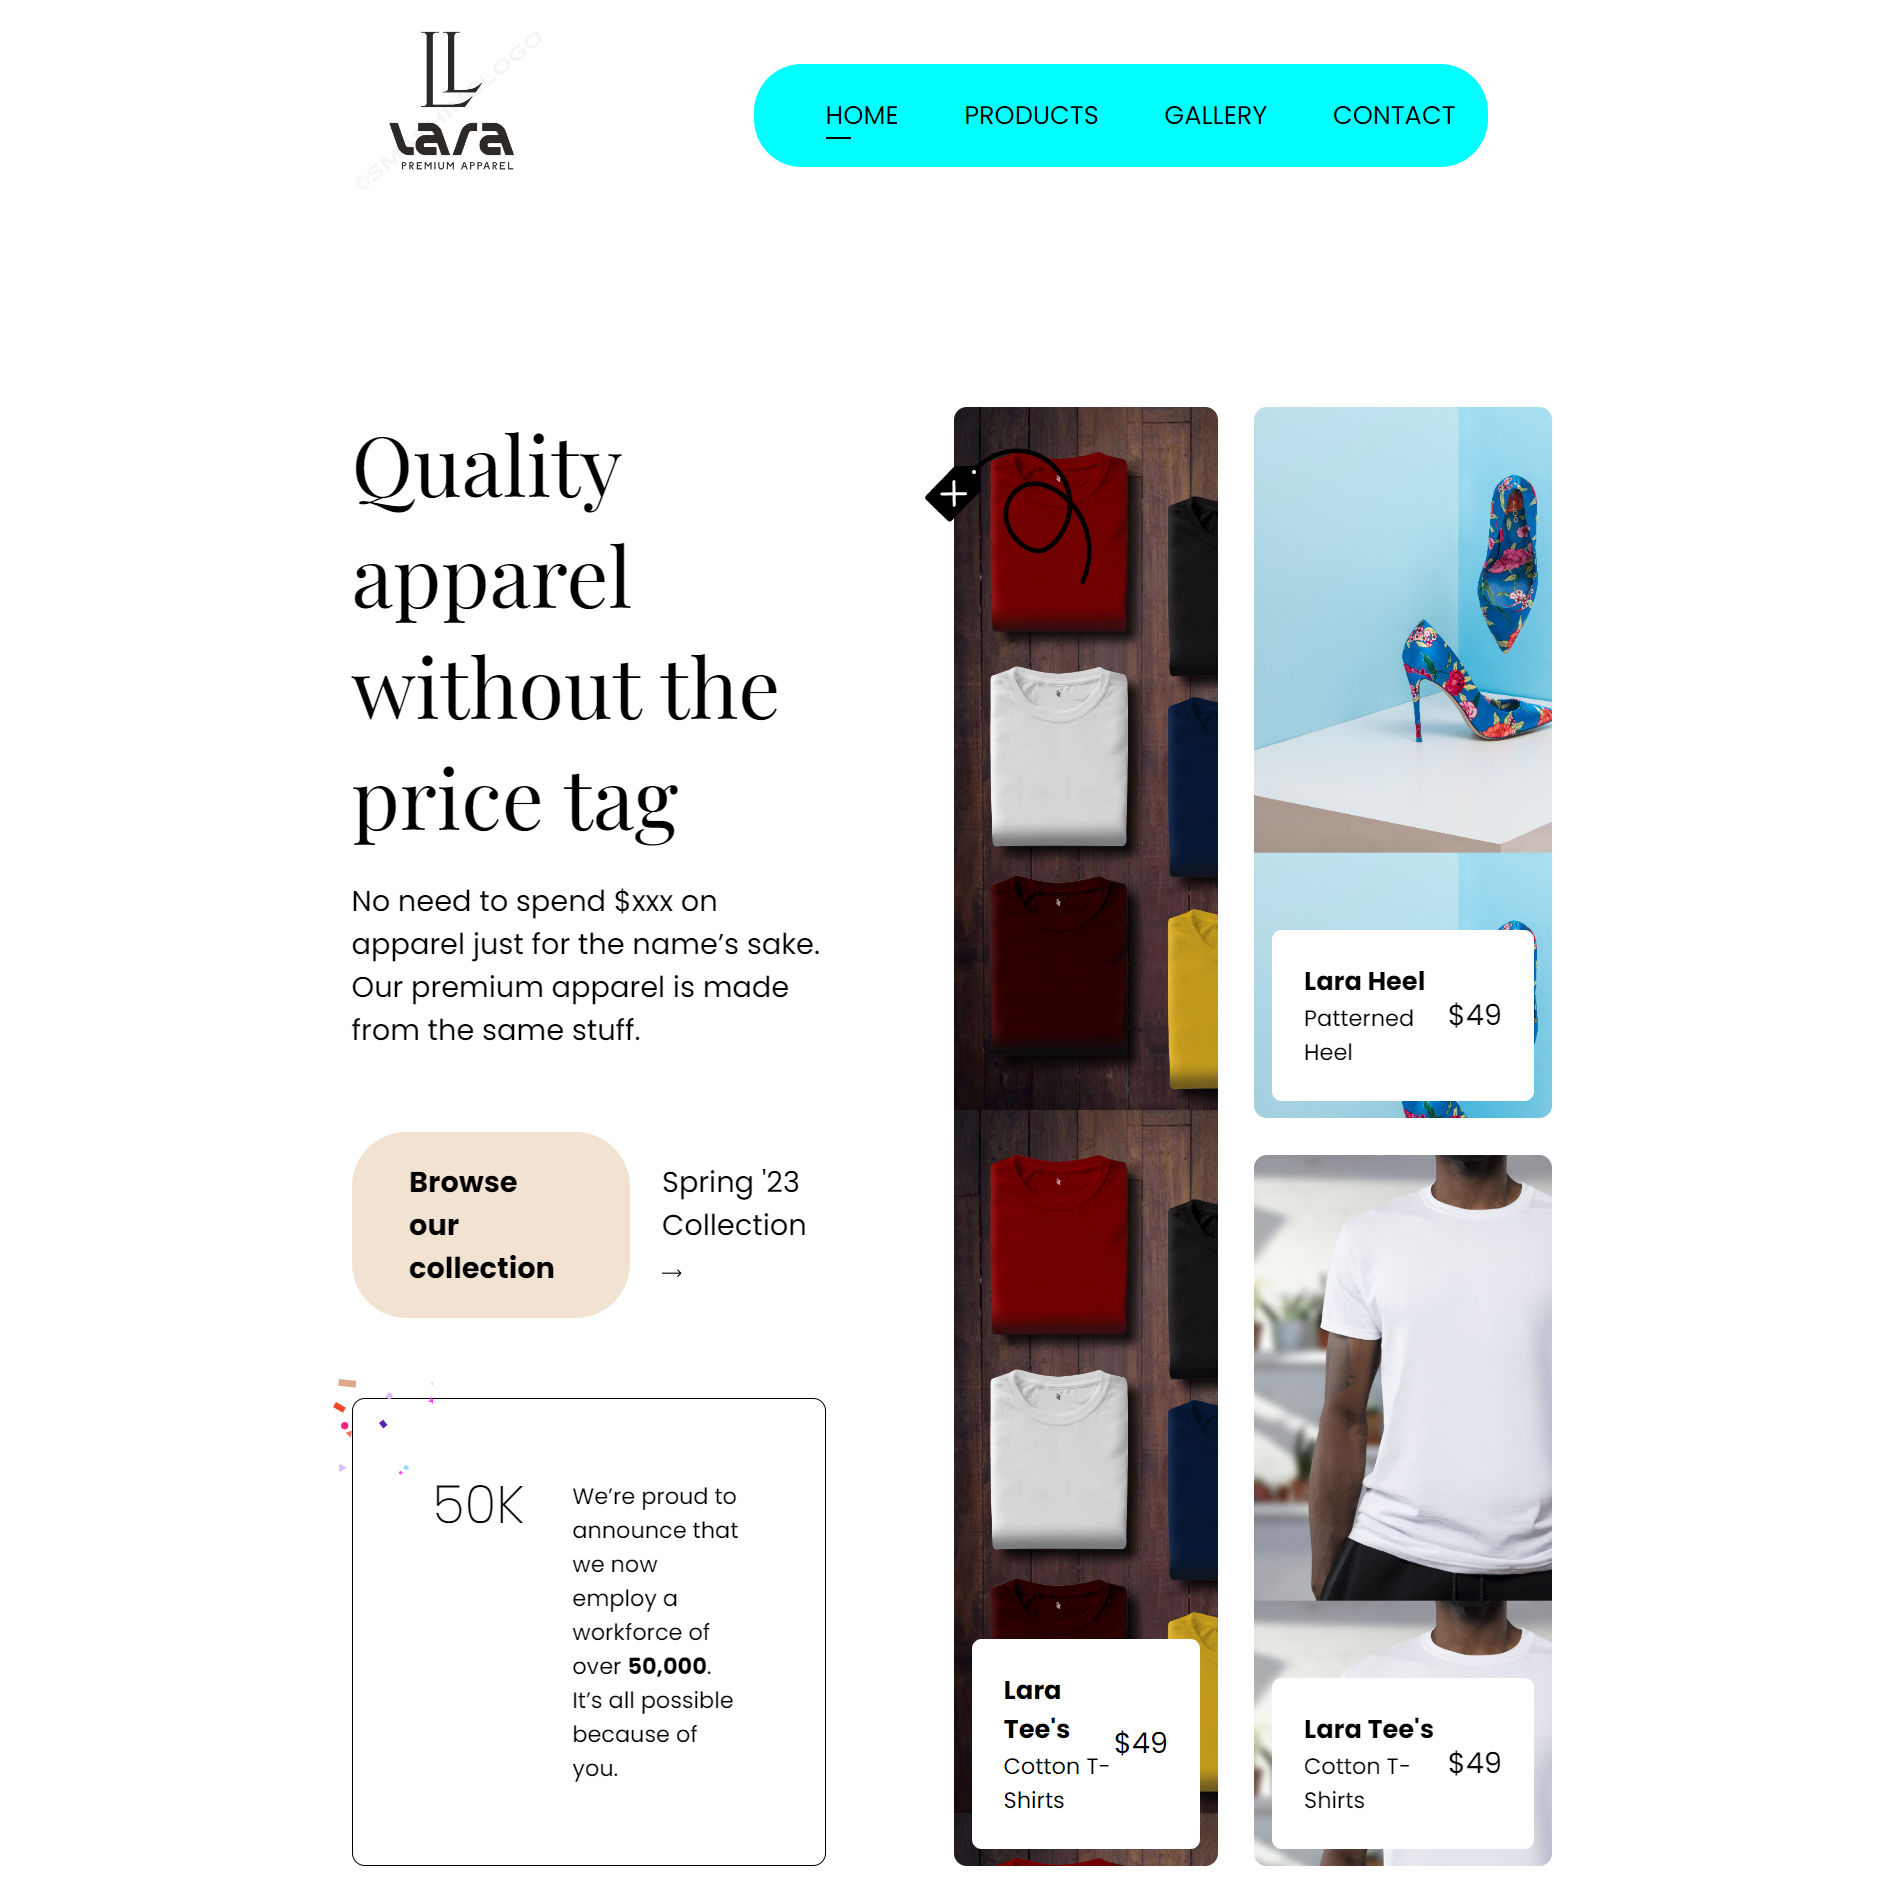 LL
Lara
PREMIUM APPAREL
HOME PRODUCTS GALLERY CONTACT
Quality
apparel
without the
price tag
No need to spend $xxx on
apparel just for the name’s sake.
Our premium apparel is made
from the same stuff.
Browse
our
collection
Spring '23
Collection
→
50K
We’re proud to
announce that
we now
employ a
workforce of
over 50,000.
It’s all possible
because of
you.
Lara
Tee's
Cotton T-
Shirts
$49
Lara Heel
Patterned
Heel
$49
Lara Tee's
Cotton T-
Shirts
$49